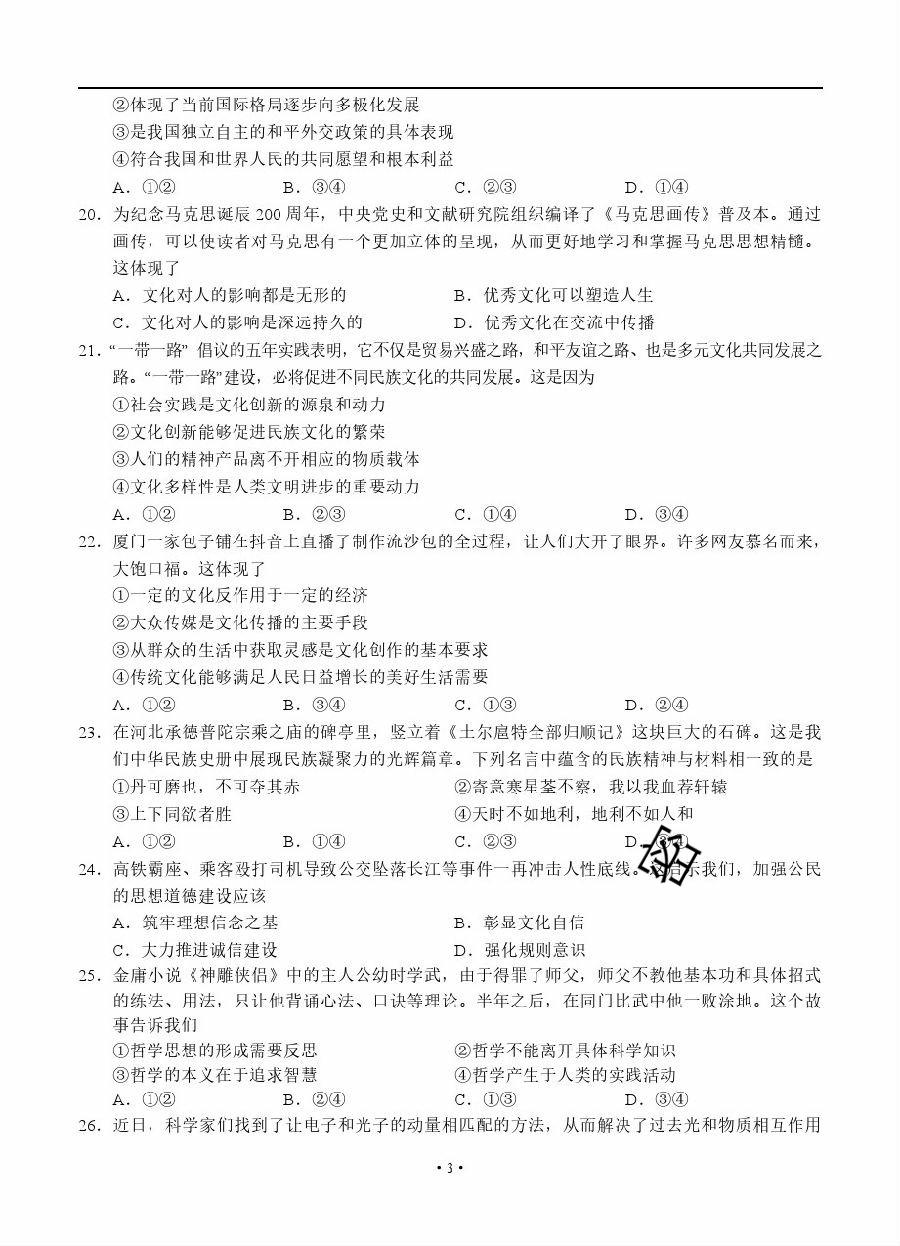 ②体现了当前国际格局逐步向多极化发展
③是我国独立自主的和平外交政策的具体表现
④符合我国和世界人民的共同愿望和根本利益
A．①② B．③④ C．②③ D．①④
20．为纪念马克思诞辰 200 周年，中央党史和文献研究院组织编译了《马克思画传》普及本。通过
画传，可以使读者对马克思有一个更加立体的呈现，从而更好地学习和掌握马克思思想精髓。
这体现了
A．文化对人的影响都是无形的 B．优秀文化可以塑造人生
C．文化对人的影响是深远持久的 D．优秀文化在交流中传播
21．“一带一路” 倡议的五年实践表明，它不仅是贸易兴盛之路，和平友谊之路、也是多元文化共同发展之
路。“一带一路”建设，必将促进不同民族文化的共同发展。这是因为
①社会实践是文化创新的源泉和动力
②文化创新能够促进民族文化的繁荣
③人们的精神产品离不开相应的物质载体
④文化多样性是人类文明进步的重要动力
A．①② B．②③ C．①④ D．③④
22．厦门一家包子铺在抖音上直播了制作流沙包的全过程，让人们大开了眼界。许多网友慕名而来，
大饱口福。这体现了
①一定的文化反作用于一定的经济
②大众传媒是文化传播的主要手段
③从群众的生活中获取灵感是文化创作的基本要求
④传统文化能够满足人民日益增长的美好生活需要
A．①② B．③④ C．①③ D．②④
23．在河北承德普陀宗乘之庙的碑亭里，竖立着《土尔扈特全部归顺记》这块巨大的石碑。这是我
们中华民族史册中展现民族凝聚力的光辉篇章。下列名言中蕴含的民族精神与材料相一致的是
①丹可磨也，不可夺其赤 ②寄意寒星荃不察，我以我血荐轩辕
③上下同欲者胜 ④天时不如地利，地利不如人和
A．①② B．①④ C．②③ D．③④
24．高铁霸座、乘客殴打司机导致公交坠落长江等事件一再冲击人性底线。这启示我们，加强公民
的思想道德建设应该
A．筑牢理想信念之基 B．彰显文化自信
C．大力推进诚信建设 D．强化规则意识
25．金庸小说《神雕侠侣》中的主人公幼时学武，由于得罪了师父，师父不教他基本功和具体招式
的练法、用法，只让他背诵心法、口诀等理论。半年之后，在同门比武中他一败涂地。这个故
事告诉我们
①哲学思想的形成需要反思 ②哲学不能离开具体科学知识
③哲学的本义在于追求智慧 ④哲学产生于人类的实践活动
A．①② B．②④ C．①③ D．③④
26．近日，科学家们找到了让电子和光子的动量相匹配的方法，从而解决了过去光和物质相互作用
·3·